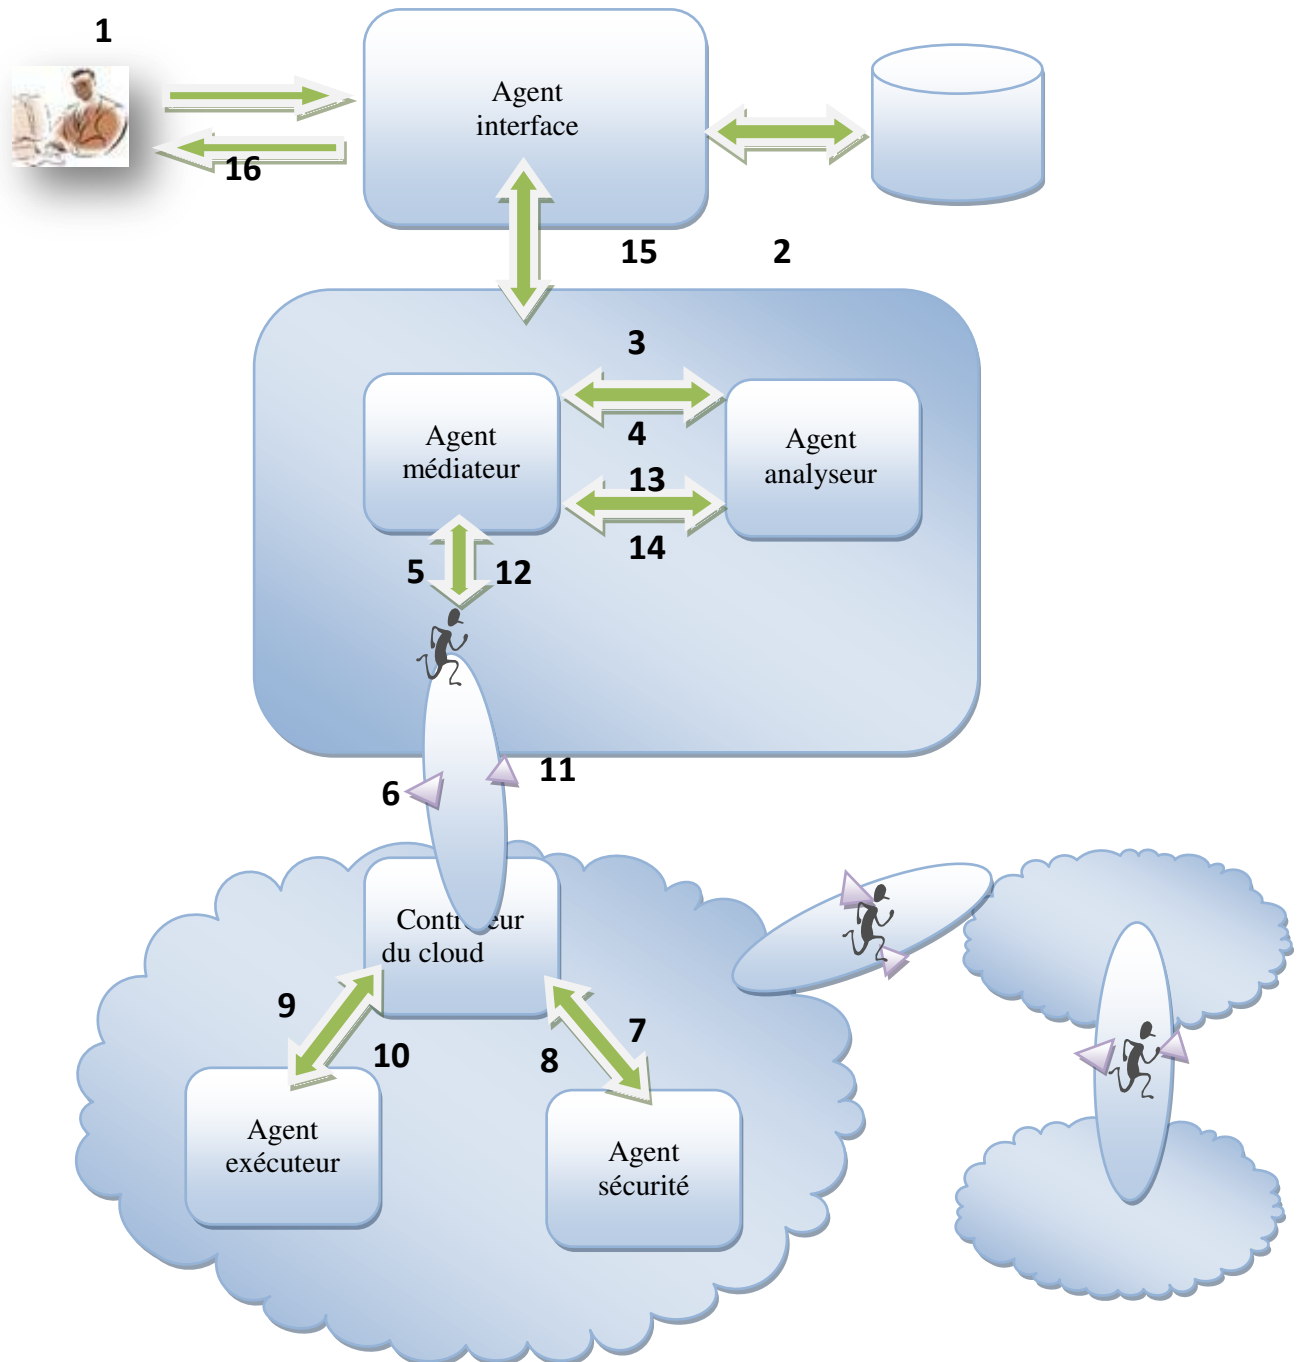 1
Agent
interface
16
15
2
3
Agent
médiateur
4
Agent
analyseur
13
14
5
12
11
6
du cloud
9
7
10
8
Agent
exécuteur
Agent
sécurité